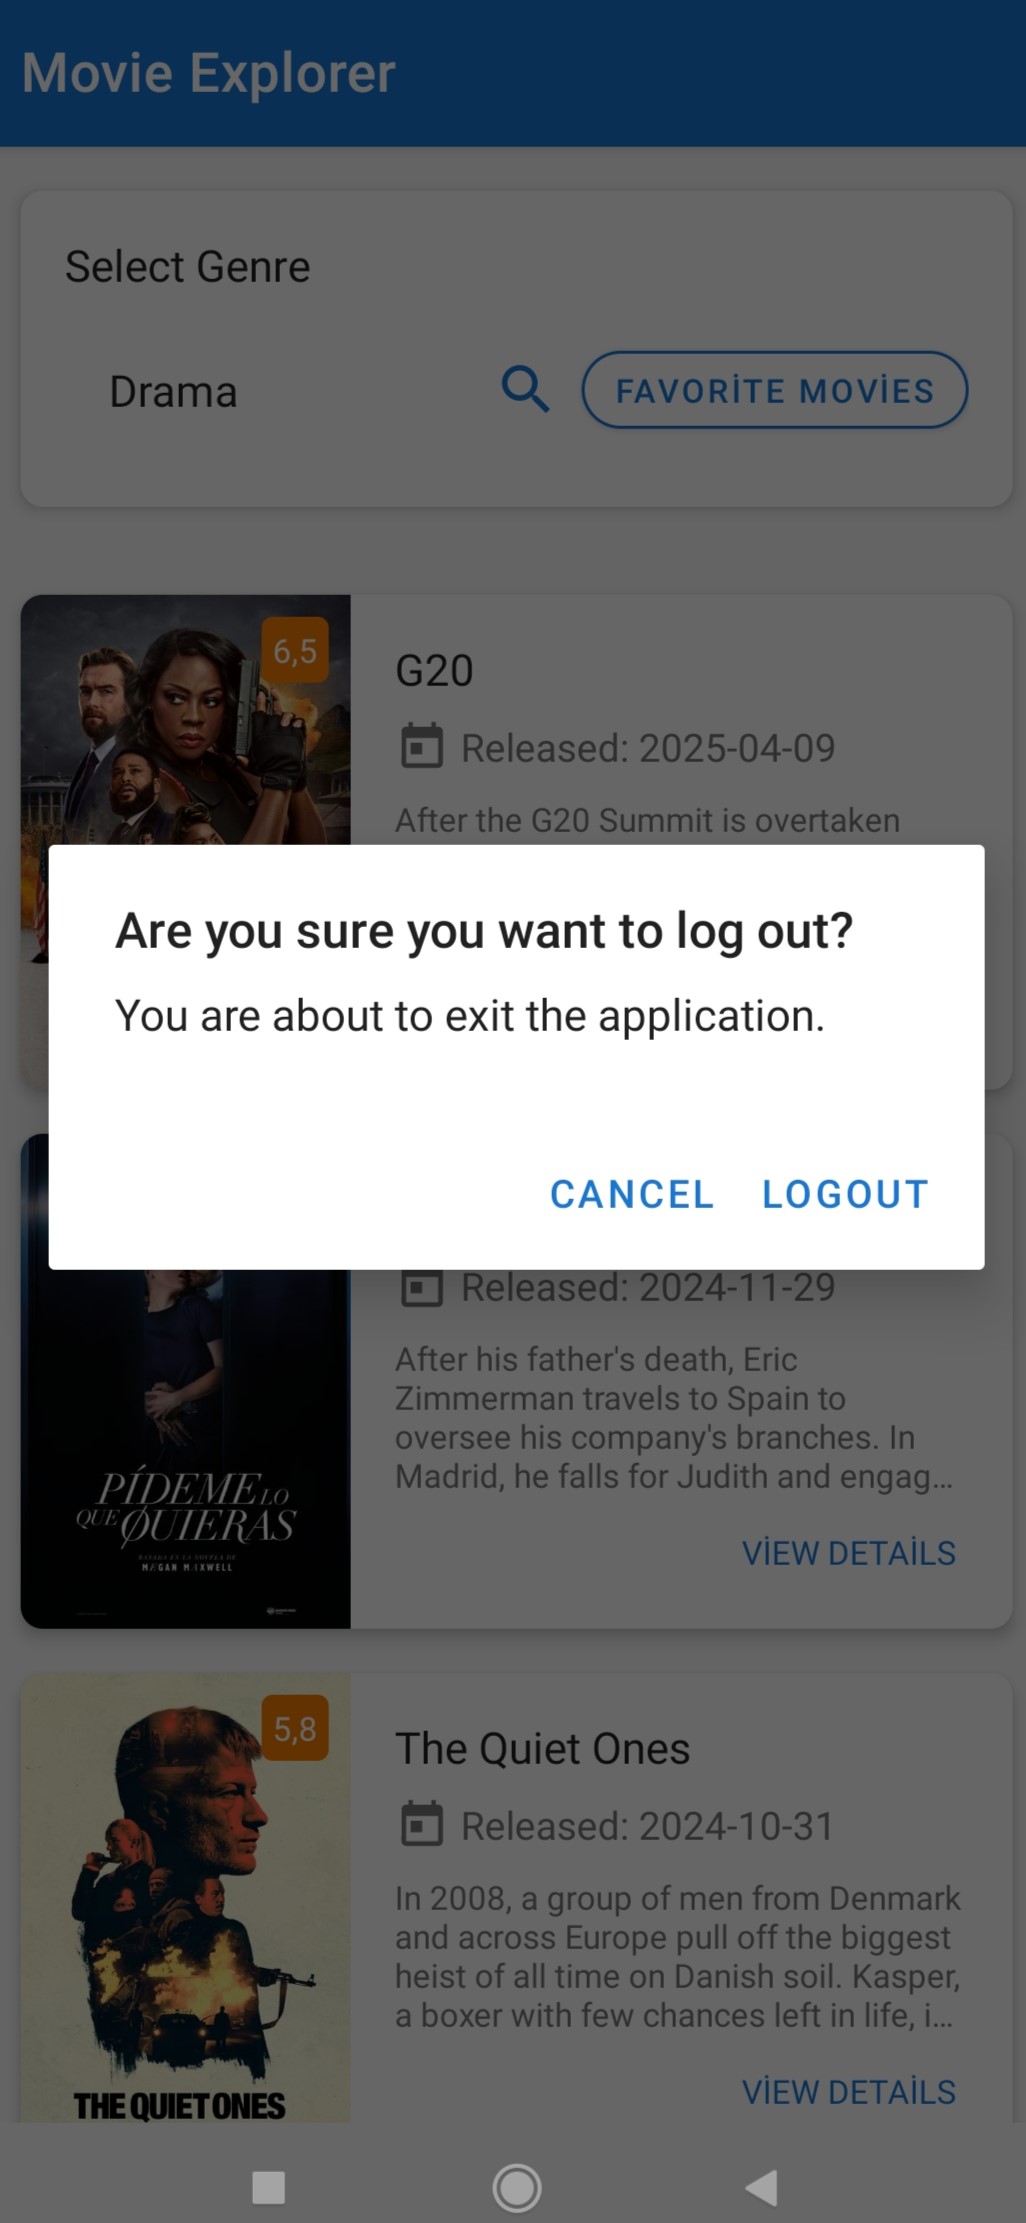 Movie Explorer
Select Genre
Drama
FAVORİTE MOVİES
6,5
G20
Released: 2025-04-09
After the G20 Summit is overtaken
Are you sure you want to log out?
You are about to exit the application.
CANCEL LOGOUT
Released: 2024-11-29
After his father's death, Eric
Zimmerman travels to Spain to
oversee his company's branches. In
Madrid, he falls for Judith and engag...
PÍDEME LO
QUE QUIERAS
BASADA EN LA NOVELA DE
VİEW DETAİLS
5,8
The Quiet Ones
Released: 2024-10-31
In 2008, a group of men from Denmark
and across Europe pull off the biggest
heist of all time on Danish soil. Kasper,
a boxer with few chances left in life, i...
THE QUIET ONES
VİEW DETAİLS